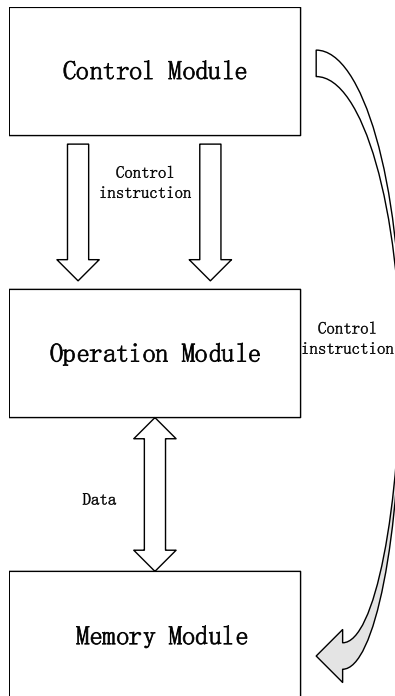 Control Module
Control
instruction
Operation Module
Control
instruction
Data
Memory Module